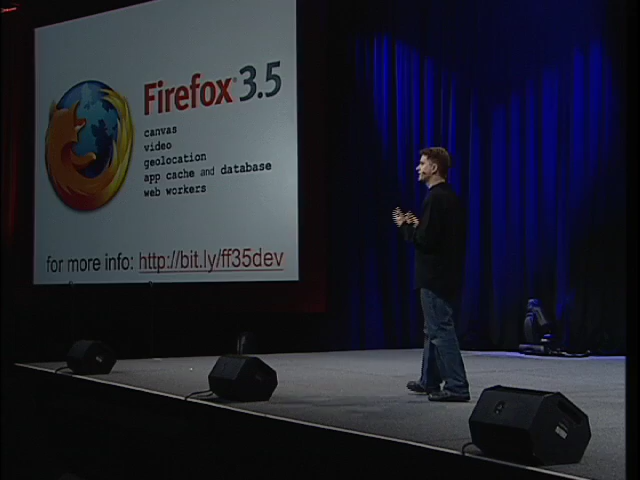 Firefox® 3.5
canvas
video
geolocation
app cache and database
web workers
for more info: http://bit.ly/ff35dev